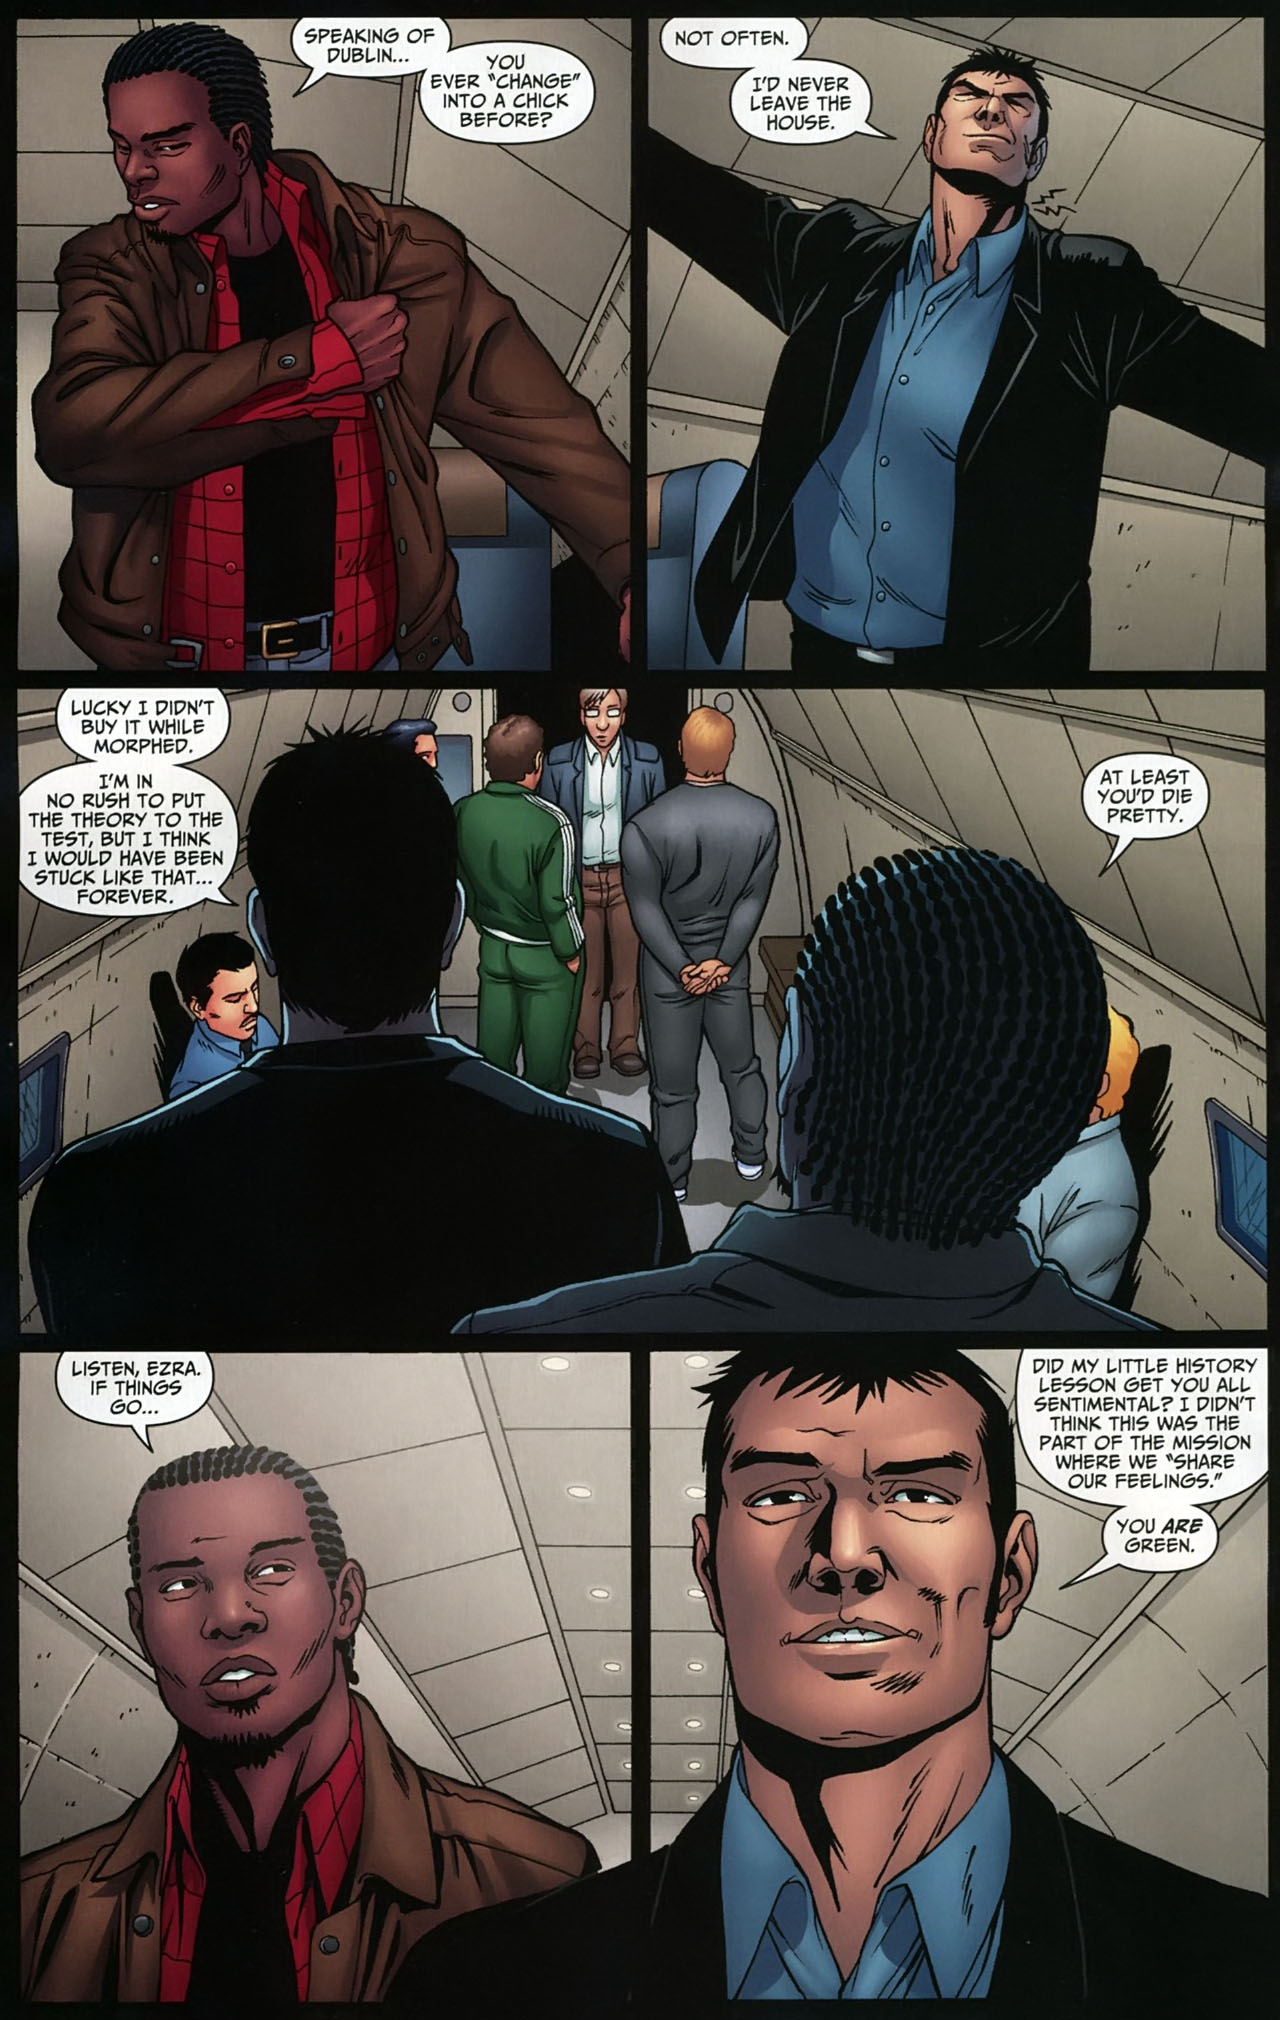 SPEAKING OF
DUBLIN...
YOU
EVER "CHANGE"
INTO A CHICK
BEFORE?
NOT OFTEN.
I'D NEVER
LEAVE THE
HOUSE.
LUCKY I DIDN'T
BUY IT WHILE
MORPHED.
I'M IN
NO RUSH TO PUT
THE THEORY TO THE
TEST, BUT I THINK
I WOULD HAVE BEEN
STUCK LIKE THAT...
FOREVER.
AT LEAST
YOU'D DIE
PRETTY.
LISTEN, EZRA.
IF THINGS
GO...
DID MY LITTLE HISTORY
LESSON GET YOU ALL
SENTIMENTAL? I DIDN'T
THINK THIS WAS THE
PART OF THE MISSION
WHERE WE "SHARE
OUR FEELINGS."
YOU ARE
GREEN.